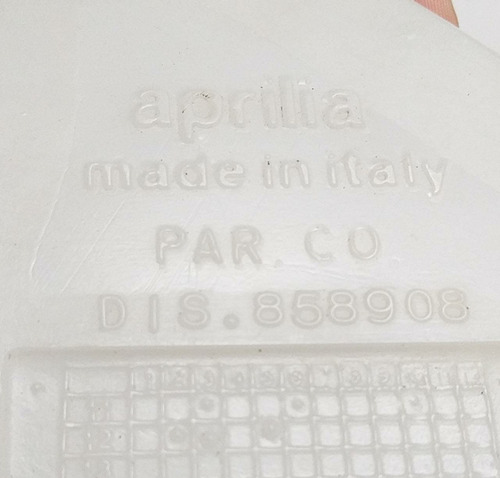 aprilia
made in italy
PAR. CO
DIS. 858908